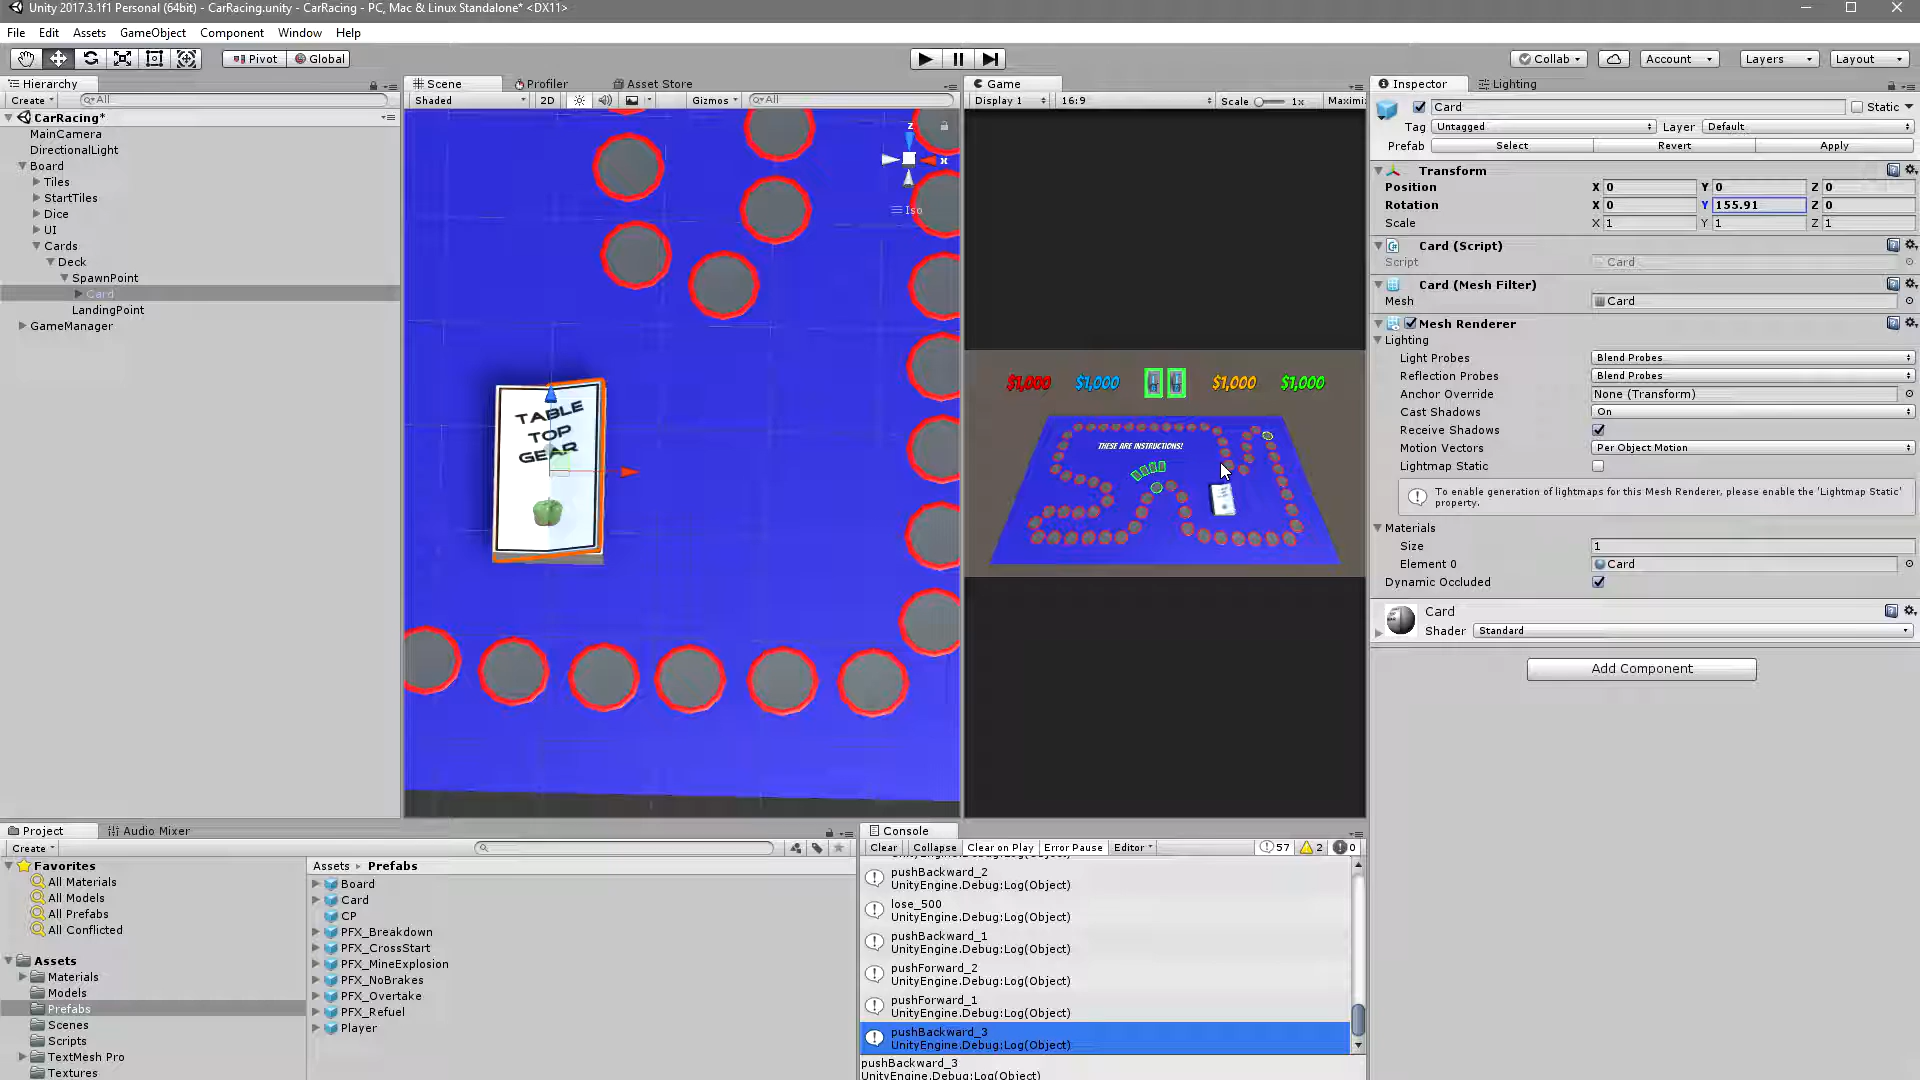 Unity 2017.3.1f1 Personal (64bit) - CarRacing.unity - CarRacing - PC, Mac & Linux Standalone* <DX11>
File Edit Assets GameObject Component Window Help
Pivot Global Collab Account Layers Layout
Hierarchy
Create All
CarRacing*
MainCamera
DirectionalLight
Board
Tiles
StartTiles
Dice
UI
Cards
Deck
SpawnPoint
Card
LandingPoint
GameManager
Scene Profiler Asset Store
Shaded 2D Gizmos All
z
x
Iso
TABLE
TOP
GEAR
Game
Display 1 16:9 Scale 1x Maximi
$1,000 $1,000 $1,000 $1,000
THESE ARE INSTRUCTIONS!
Inspector Lighting
Card Static
Tag Untagged Layer Default
Prefab Select Revert Apply
Transform
Position X 0 Y 0 Z 0
Rotation X 0 Y 155.91 Z 0
Scale X 1 Y 1 Z 1
Card (Script)
Script Card
Card (Mesh Filter)
Mesh Card
Mesh Renderer
Lighting
Light Probes Blend Probes
Reflection Probes Blend Probes
Anchor Override None (Transform)
Cast Shadows On
Receive Shadows
Motion Vectors Per Object Motion
Lightmap Static
To enable generation of lightmaps for this Mesh Renderer, please enable the 'Lightmap Static'
property.
Materials
Size 1
Element 0 Card
Dynamic Occluded
Card
Shader Standard
Add Component
Project Audio Mixer
Create
Favorites
All Materials
All Models
All Prefabs
All Conflicted
Assets
Materials
Models
Prefabs
Scenes
Scripts
TextMesh Pro
Textures
Assets Prefabs
Board
Card
CP
PFX_Breakdown
PFX_CrossStart
PFX_MineExplosion
PFX_NoBrakes
PFX_Overtake
PFX_Refuel
Player
Console
Clear Collapse Clear on Play Error Pause Editor 57 2 0
pushBackward_2
UnityEngine.Debug:Log(Object)
lose_500
UnityEngine.Debug:Log(Object)
pushBackward_1
UnityEngine.Debug:Log(Object)
pushForward_2
UnityEngine.Debug:Log(Object)
pushForward_1
UnityEngine.Debug:Log(Object)
pushBackward_3
UnityEngine.Debug:Log(Object)
pushBackward_3
UnityEngine.Debug:Log(Object)